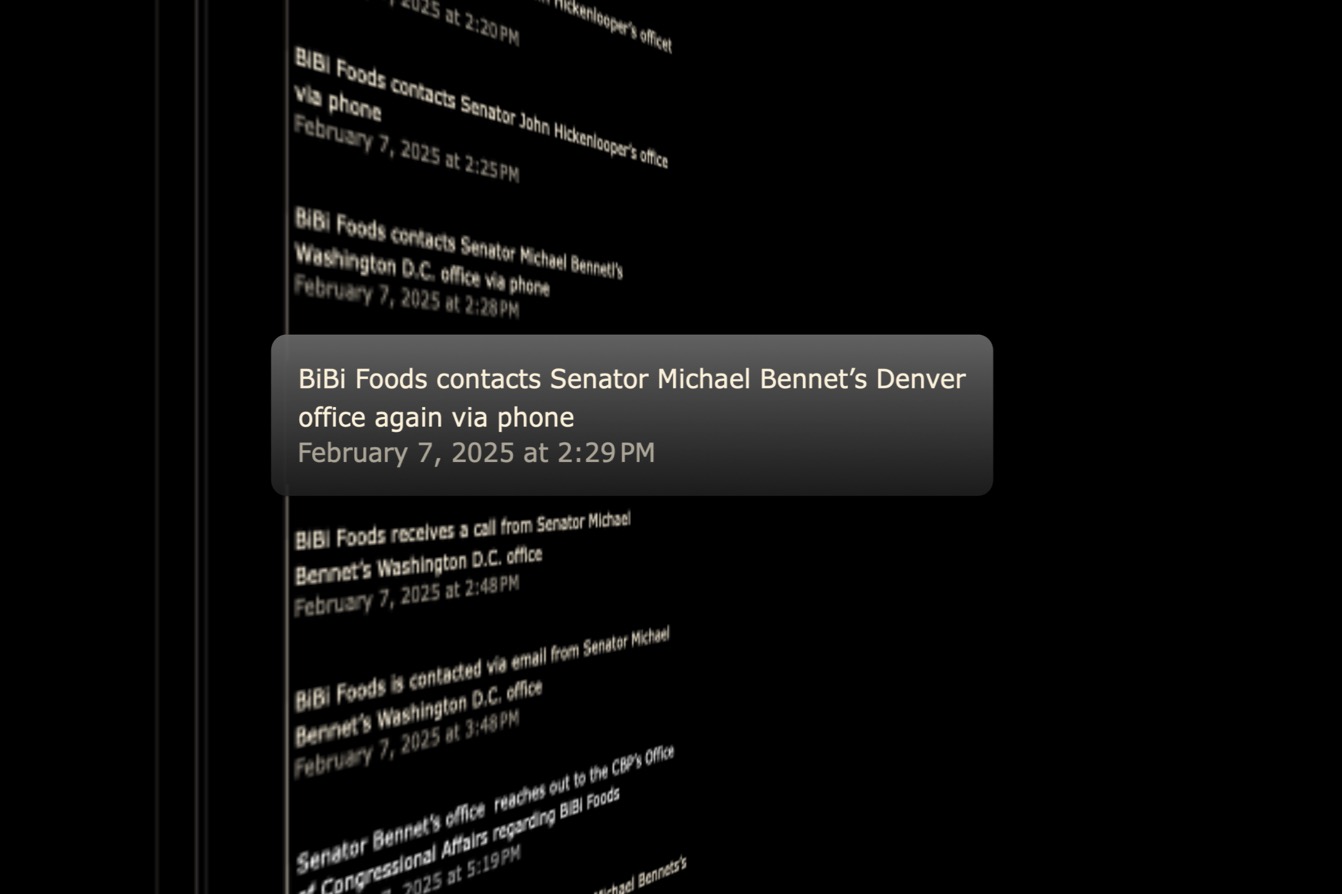 2025 at 2:20 PM
Hickenlooper's officet
BiBi Foods contacts Senator John Hickenlooper's office
via phone
February 7, 2025 at 2:25 PM
BiBi Foods contacts Senator Michael Bennetl's
Washington D.C. office via phone
February 7, 2025 at 2:28 PM
BiBi Foods contacts Senator Michael Bennet’s Denver
office again via phone
February 7, 2025 at 2:29 PM
BiBi Foods receives a call from Senator Michael
Bennet's Washington D.C. office
February 7, 2025 at 2:48 PM
BiBi Foods is contacted via email from Senator Michael
Bennet's Washington D.C. office
February 7, 2025 at 3:48 PM
Senator Bennet's office reaches out to the CBP's Office
of Congressional Affairs regarding BiBi Foods
7, 2025 at 5:19 PM
Michael Bennets's